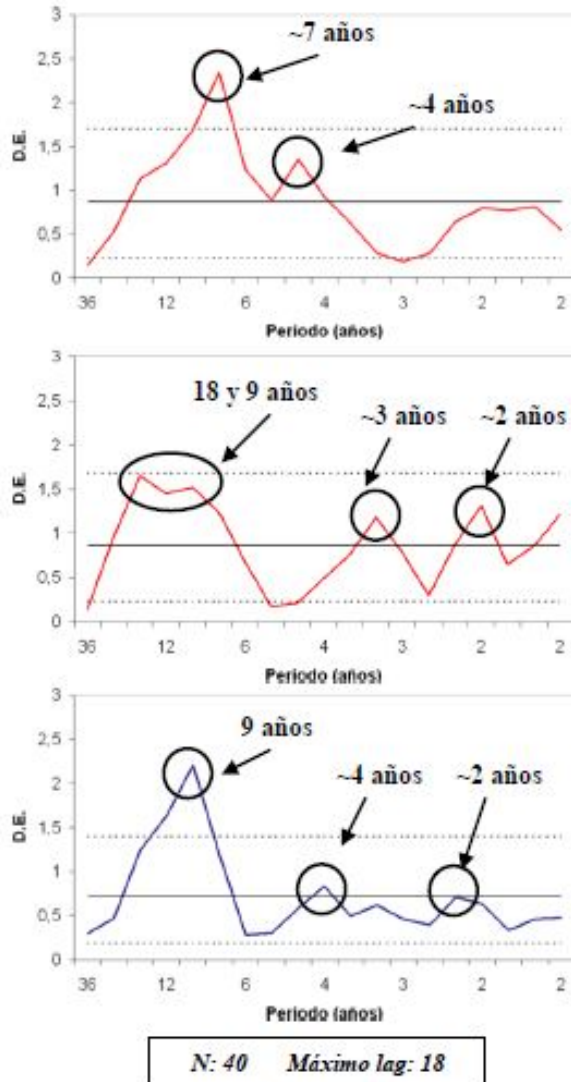 3
~7 años
2,5
2
~4 años
1,5
D.E.
1
0,5
0
36 12 6 4 3 2 2
Periodo (años)
3
2,5
18 y 9 años
~3 años
~2 años
2
1,5
D.E.
1
0,5
0
36 12 6 4 3 2 2
Periodo (años)
3
9 años
2,5
~4 años
~2 años
2
1,5
D.E.
1
0,5
0
36 12 6 4 3 2 2
Periodo (años)
N: 40 Máximo lag: 18